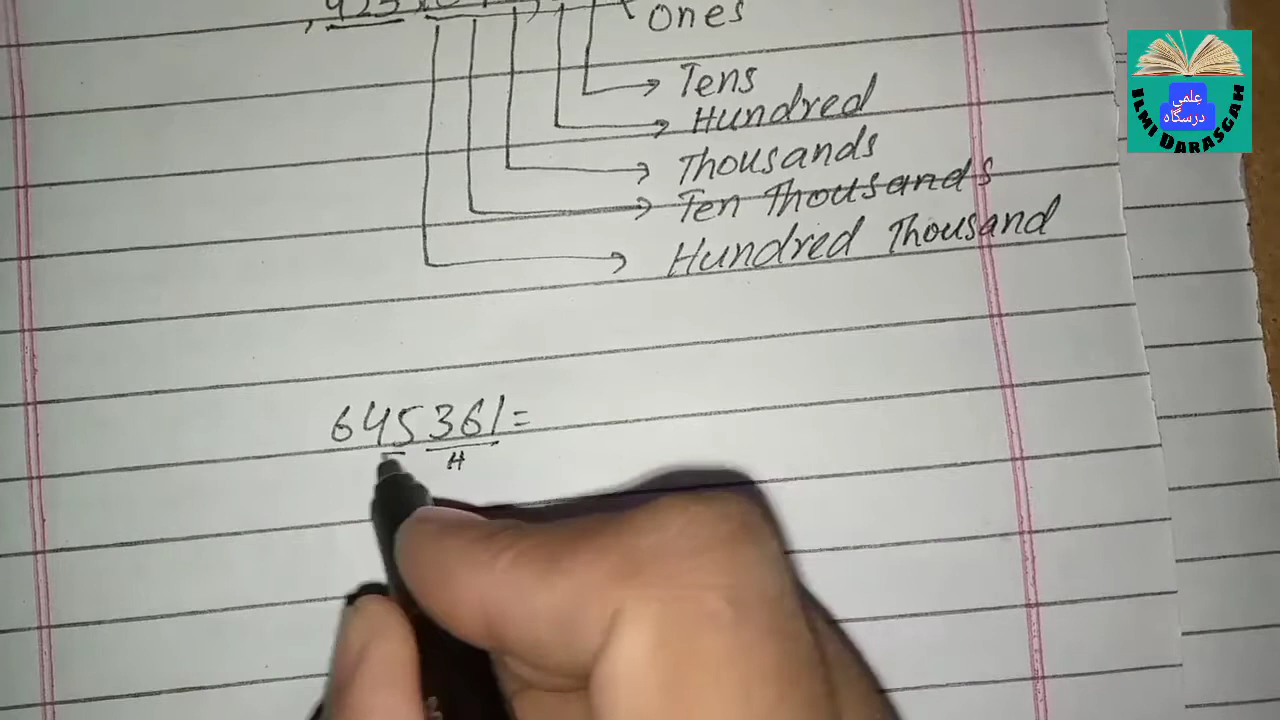 Ones
Tens
Hundred
Thousands
Ten Thousands
Hundred Thousand
645361=
H
علمی
درسگاہ
ILMI DARASGAH